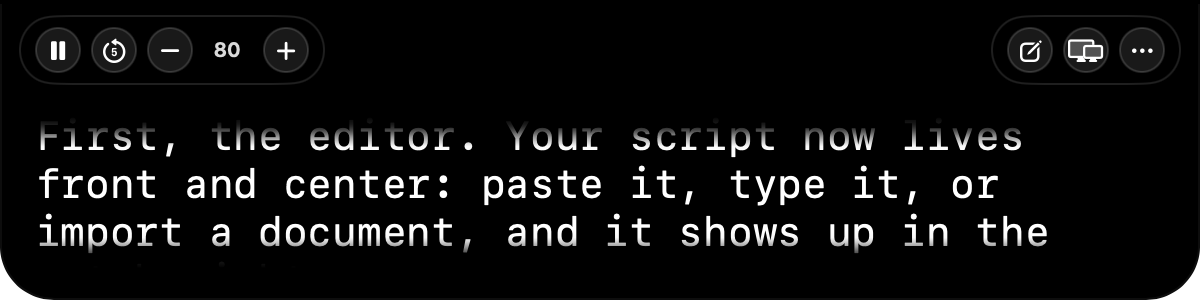 5
80
First, the editor. Your script now lives
front and center: paste it, type it, or
import a document, and it shows up in the